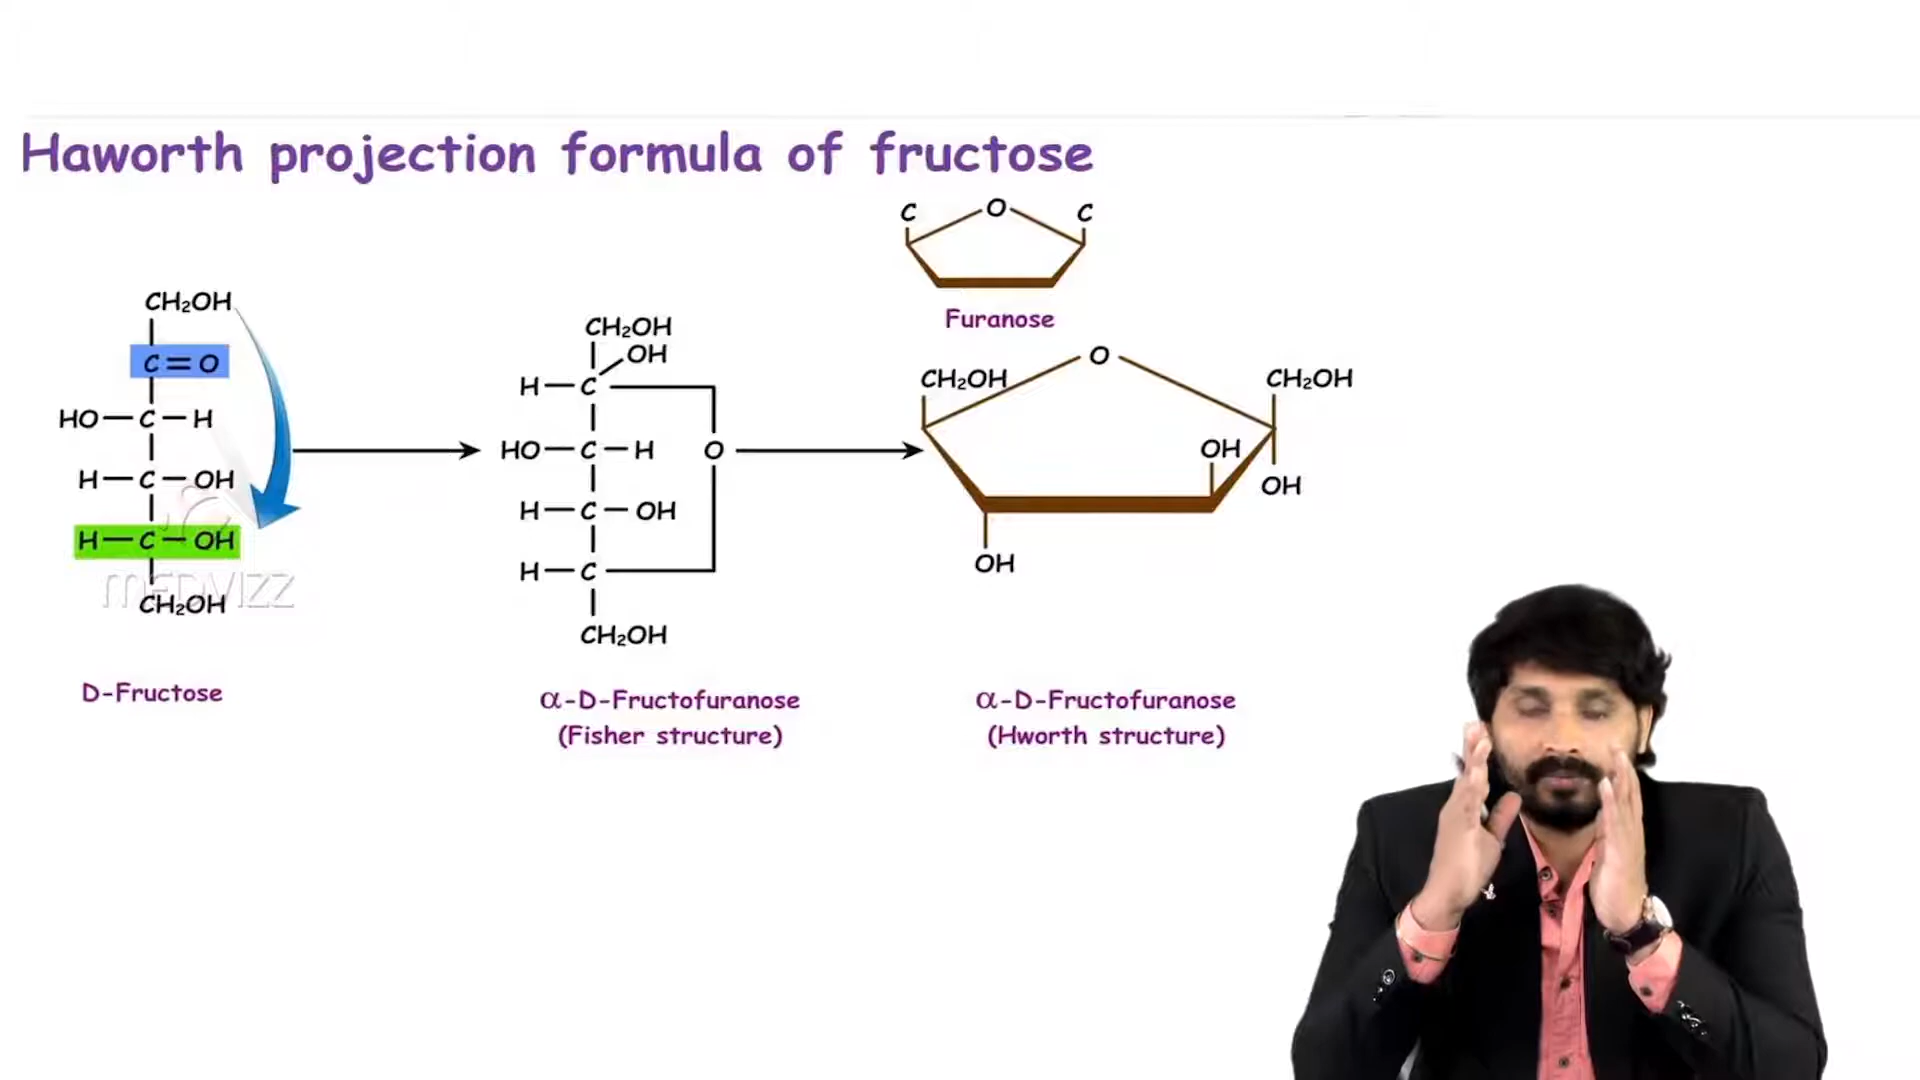 Haworth projection formula of fructose
C O C
Furanose
CH₂OH
C=O
HO-C-H
H-C-OH
H-C-OH
CH₂OH
MEDVIZZ
D-Fructose
CH₂OH
OH
H-C
HO-C-H O
H-C-OH
H-C
CH₂OH
α-D-Fructofuranose
(Fisher structure)
O
CH₂OH CH₂OH
OH
OH
OH
α-D-Fructofuranose
(Hworth structure)